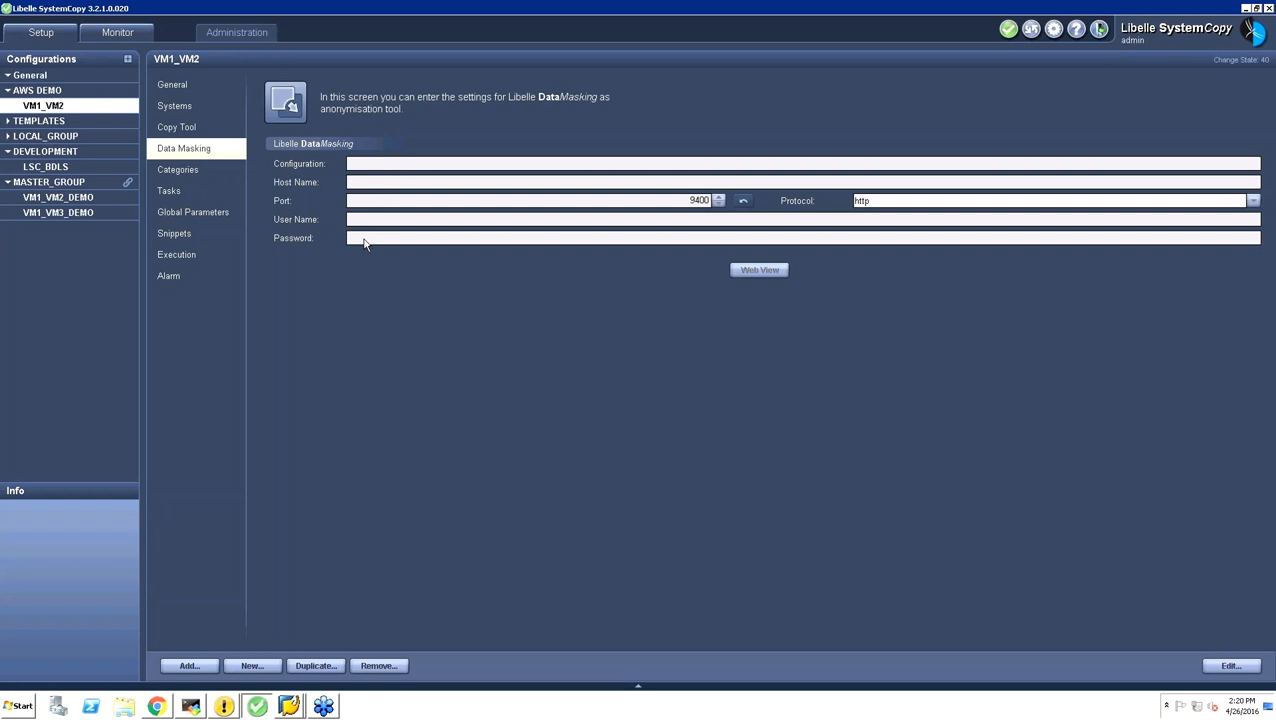 Libelle SystemCopy 3.2.1.0.020
Setup
Monitor
Administration
Libelle SystemCopy
admin
Configurations
General
AWS DEMO
VM1_VM2
TEMPLATES
LOCAL_GROUP
DEVELOPMENT
LSC_BDLS
MASTER_GROUP
VM1_VM2_DEMO
VM1_VM3_DEMO
Info
VM1_VM2
Change State: 40
General
Systems
Copy Tool
Data Masking
Categories
Tasks
Global Parameters
Snippets
Execution
Alarm
In this screen you can enter the settings for Libelle DataMasking as
anonymisation tool.
Libelle DataMasking
Configuration:
Host Name:
Port: 9400 Protocol: http
User Name:
Password:
Web View
Add... New... Duplicate... Remove... Edit...
Start
2:20 PM
4/26/2016